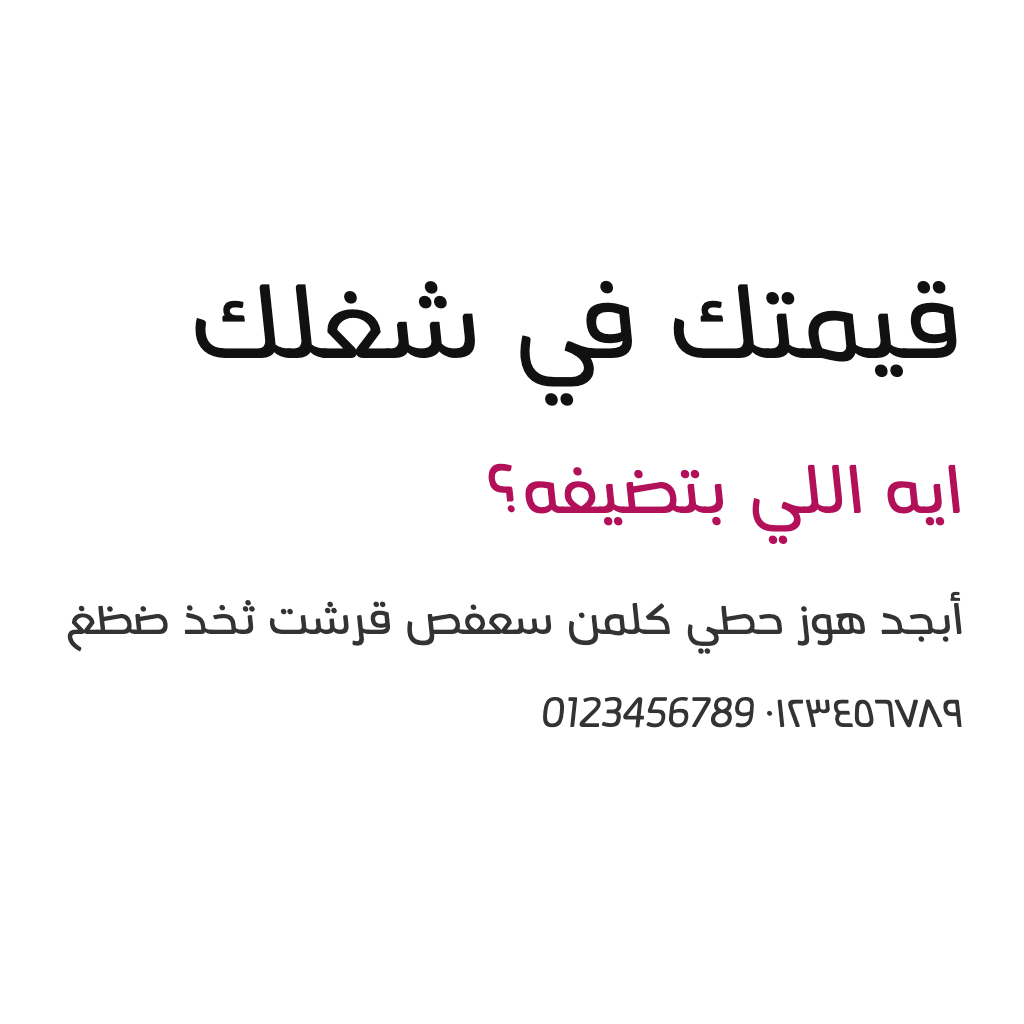 قيمتك في شغلك
ايه اللي بتضيفه؟
أبجد هوز حطي كلمن سعفص قرشت ثخذ ضظغ
0123456789 ٠١٢٣٤٥٦٧٨٩